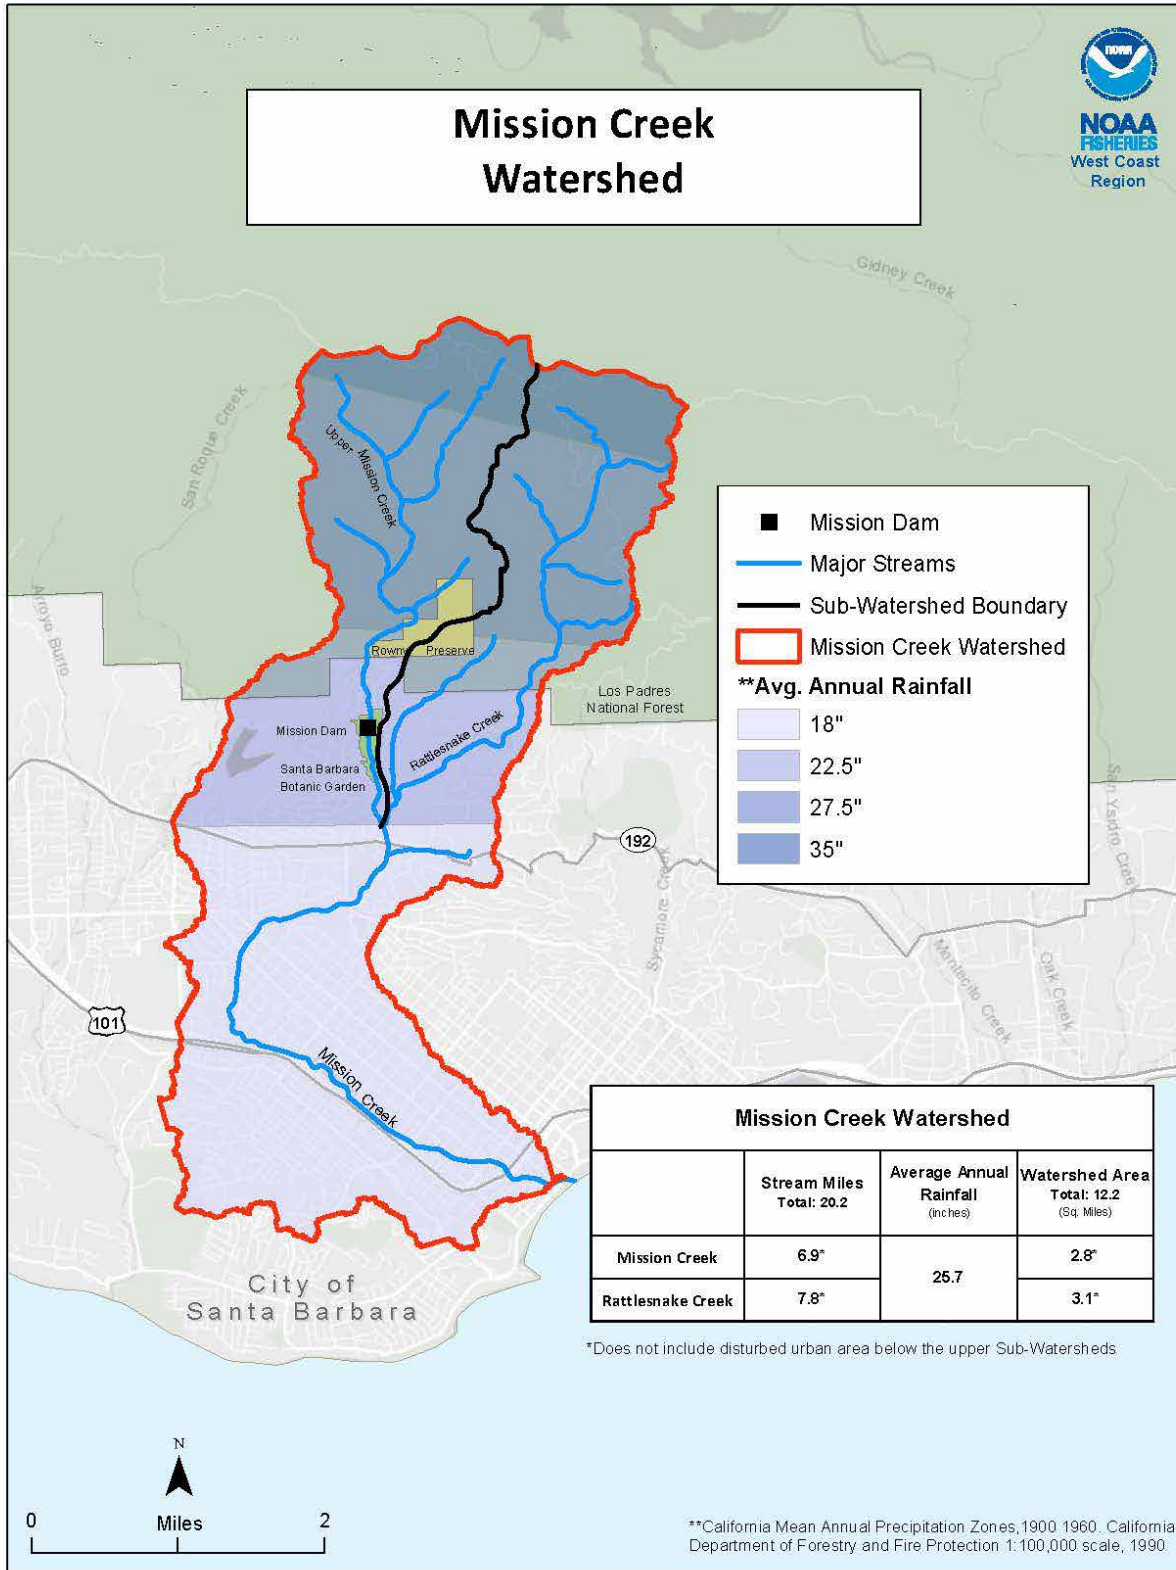 Mission Creek
Watershed
NOAA
NOAA
FISHERIES
West Coast
Region
Gidney Creek
San Roque Creek
Upper Mission Creek
Arroyo Burro
Rowny Preserve
Los Padres
National Forest
Mission Dam
Rattlesnake Creek
Santa Barbara
Botanic Garden
Mission Dam
Major Streams
Sub-Watershed Boundary
Mission Creek Watershed
**Avg. Annual Rainfall
18"
22.5"
27.5"
35"
192
San Ysidro Creek
Sycamore Creek
Montecito Creek
Oak Creek
101
Mission Creek
City of
Santa Barbara
Mission Creek Watershed
Stream Miles
Total: 20.2
Average Annual
Rainfall
(inches)
Watershed Area
Total: 12.2
(Sq. Miles)
Mission Creek 6.9* 25.7 2.8*
Rattlesnake Creek 7.8* 3.1*
*Does not include disturbed urban area below the upper Sub-Watersheds
N
0 Miles 2
**California Mean Annual Precipitation Zones,1900 1960. California
Department of Forestry and Fire Protection 1:100,000 scale, 1990